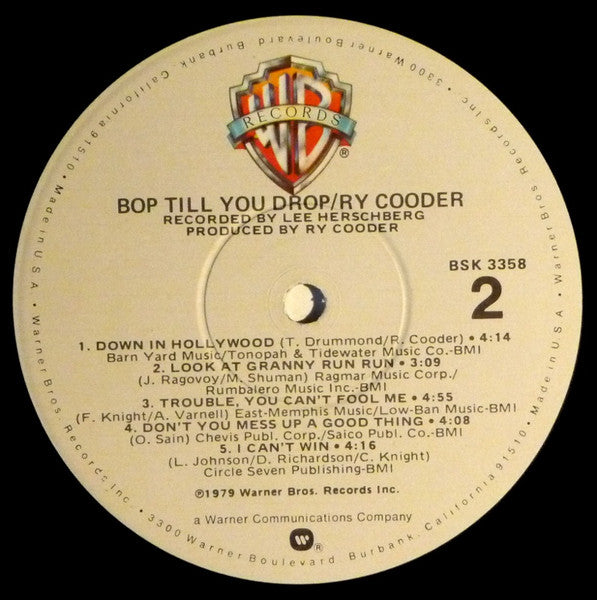 WB
RECORDS
®
BOP TILL YOU DROP/RY COODER
RECORDED BY LEE HERSCHBERG
PRODUCED BY RY COODER
BSK 3358
2
1. DOWN IN HOLLYWOOD (T. Drummond/R. Cooder) • 4:14
Barn Yard Music/Tonopah & Tidewater Music Co.-BMI
2. LOOK AT GRANNY RUN RUN • 3:09
(J. Ragovoy/M. Shuman) Ragmar Music Corp./
Rumbalero Music Inc.-BMI
3. TROUBLE, YOU CAN'T FOOL ME • 4:55
(F. Knight/A. Varnell) East-Memphis Music/Low-Ban Music-BMI
4. DON'T YOU MESS UP A GOOD THING • 4:08
(O. Sain) Chevis Publ. Corp./Saico Publ. Co.-BMI
5. I CAN'T WIN • 4:16
(L. Johnson/D. Richardson/C. Knight)
Circle Seven Publishing-BMI
℗©1979 Warner Bros. Records Inc.
a Warner Communications Company
W ®
Made in U.S.A. • Warner Bros. Records Inc. • 3300 Warner Boulevard Burbank, California 91510 • Made in U.S.A. • Warner Bros. Records Inc. • 3300 Warner Boulevard Burbank, California 91510 •